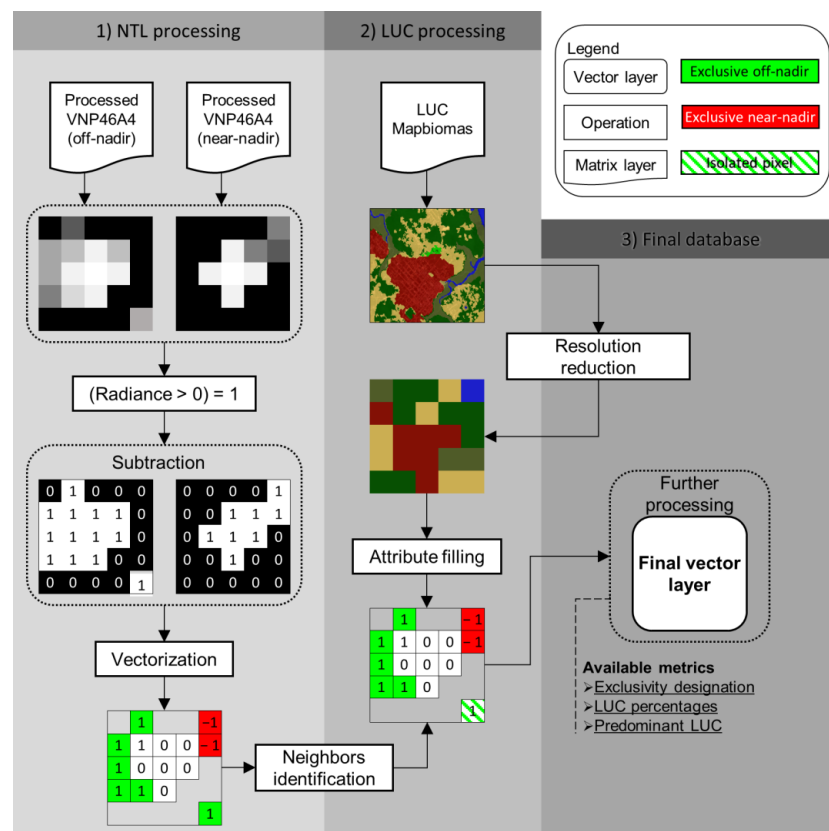 1) NTL processing
2) LUC processing
Legend
Vector layer
Exclusive off-nadir
Operation
Exclusive near-nadir
Matrix layer
Isolated pixel
Processed
VNP46A4
(off-nadir)
Processed
VNP46A4
(near-nadir)
LUC
Mapbiomas
3) Final database
Resolution
reduction
(Radiance > 0) = 1
Subtraction
0 1 0 0 0
1 1 1 1 0
1 1 1 1 0
1 1 1 0 0
0 0 0 0 1
0 0 0 0 1
0 0 1 1 1
0 1 1 1 0
0 0 1 0 0
0 0 0 0 0
Further
processing
Final vector
layer
Attribute filling
Vectorization
1 −1
1 1 0 0 −1
1 0 0 0
1 1 0
1
Available metrics
➢Exclusivity designation
➢LUC percentages
➢Predominant LUC
1 −1
1 1 0 0 −1
1 0 0 0
1 1 0
1
Neighbors
identification